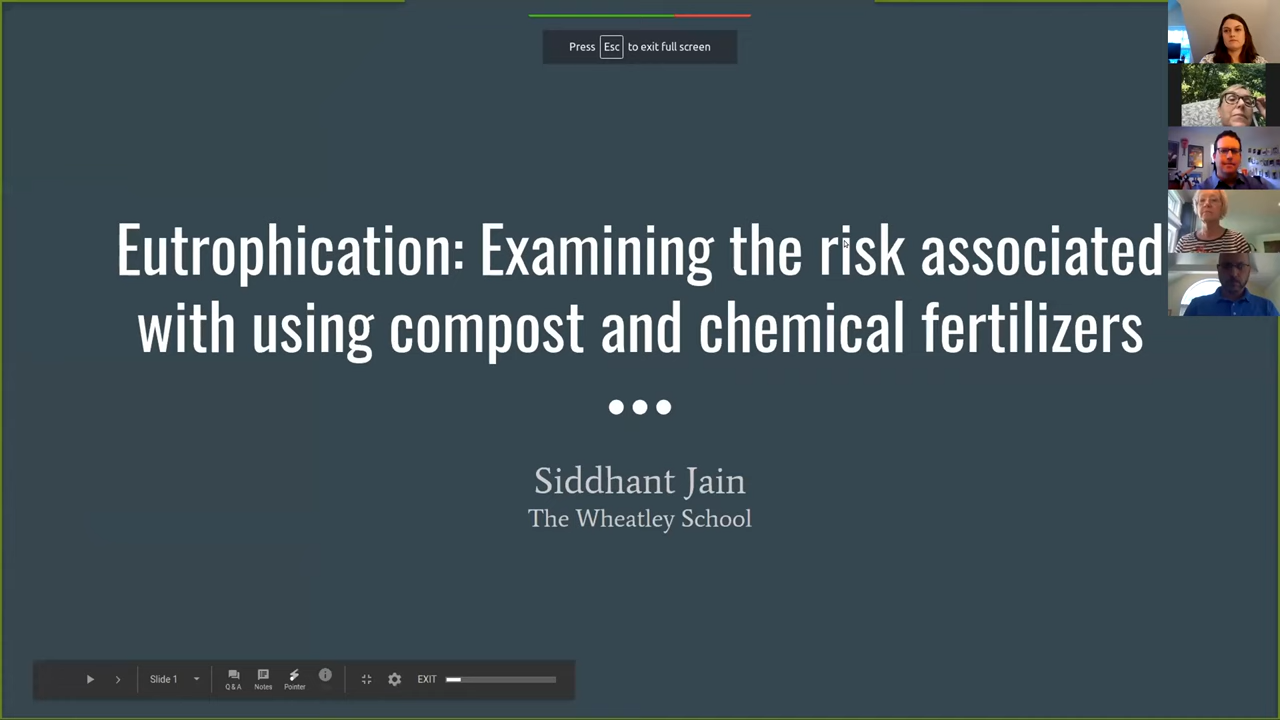 Press Esc to exit full screen
Eutrophication: Examining the risk associated
with using compost and chemical fertilizers
Siddhant Jain
The Wheatley School
Slide 1
Q & A
Notes
Pointer
EXIT